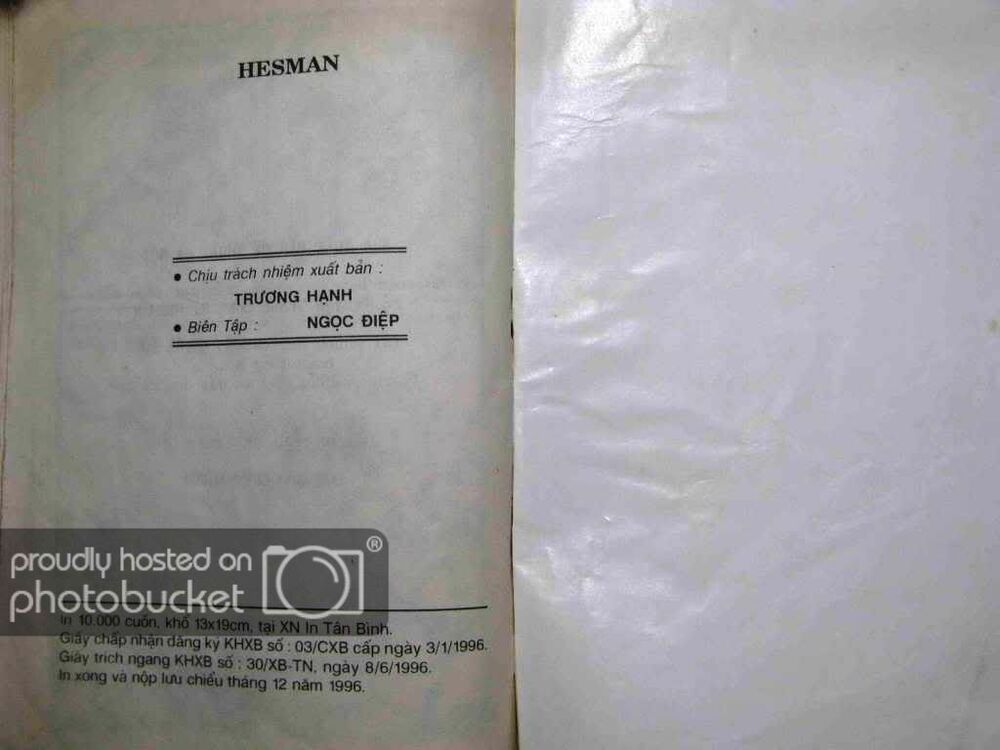 HESMAN
● Chịu trách nhiệm xuất bản :
TRƯƠNG HẠNH
● Biên Tập : NGỌC ĐIỆP
proudly hosted on
photobucket®
In 10.000 cuốn, khổ 13x19cm, tại XN In Tân Bình.
Giấy chấp nhận đăng ký KHXB số : 03/CXB cấp ngày 3/1/1996.
Giấy trích ngang KHXB số : 30/XB-TN, ngày 8/6/1996.
In xong và nộp lưu chiểu tháng 12 năm 1996.